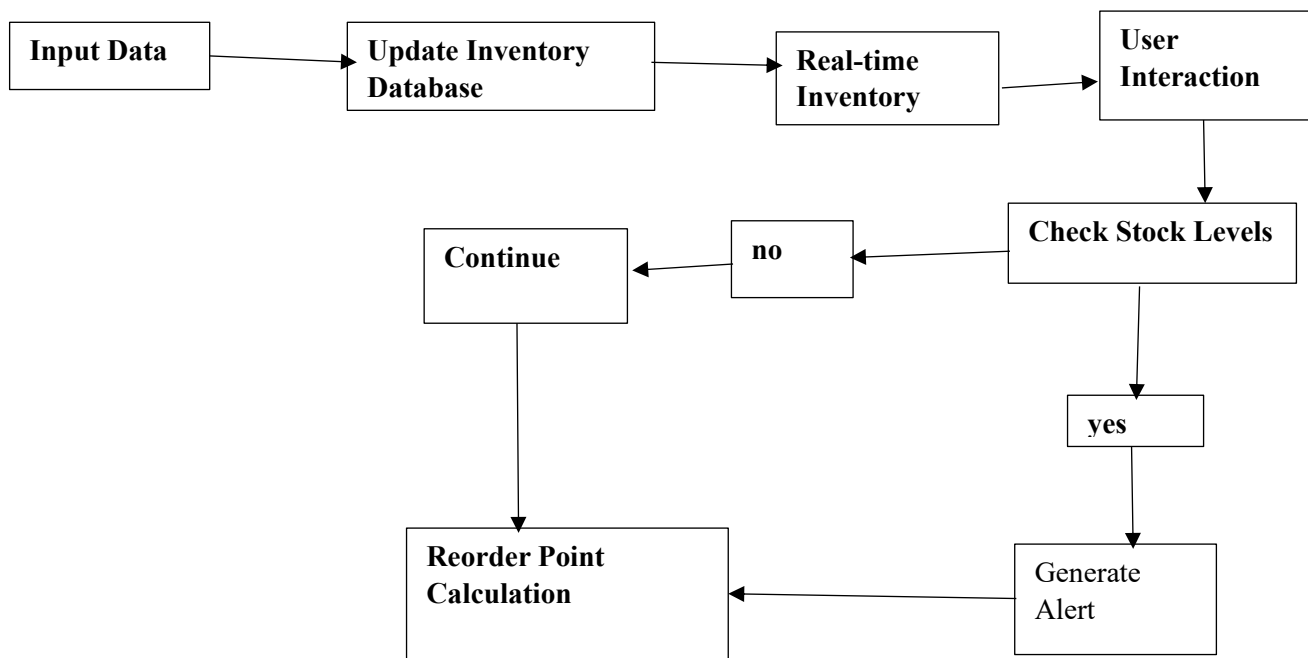 Input Data
Update Inventory
Database
Real-time
Inventory
User
Interaction
Check Stock Levels
no
Continue
yes
Generate
Alert
Reorder Point
Calculation